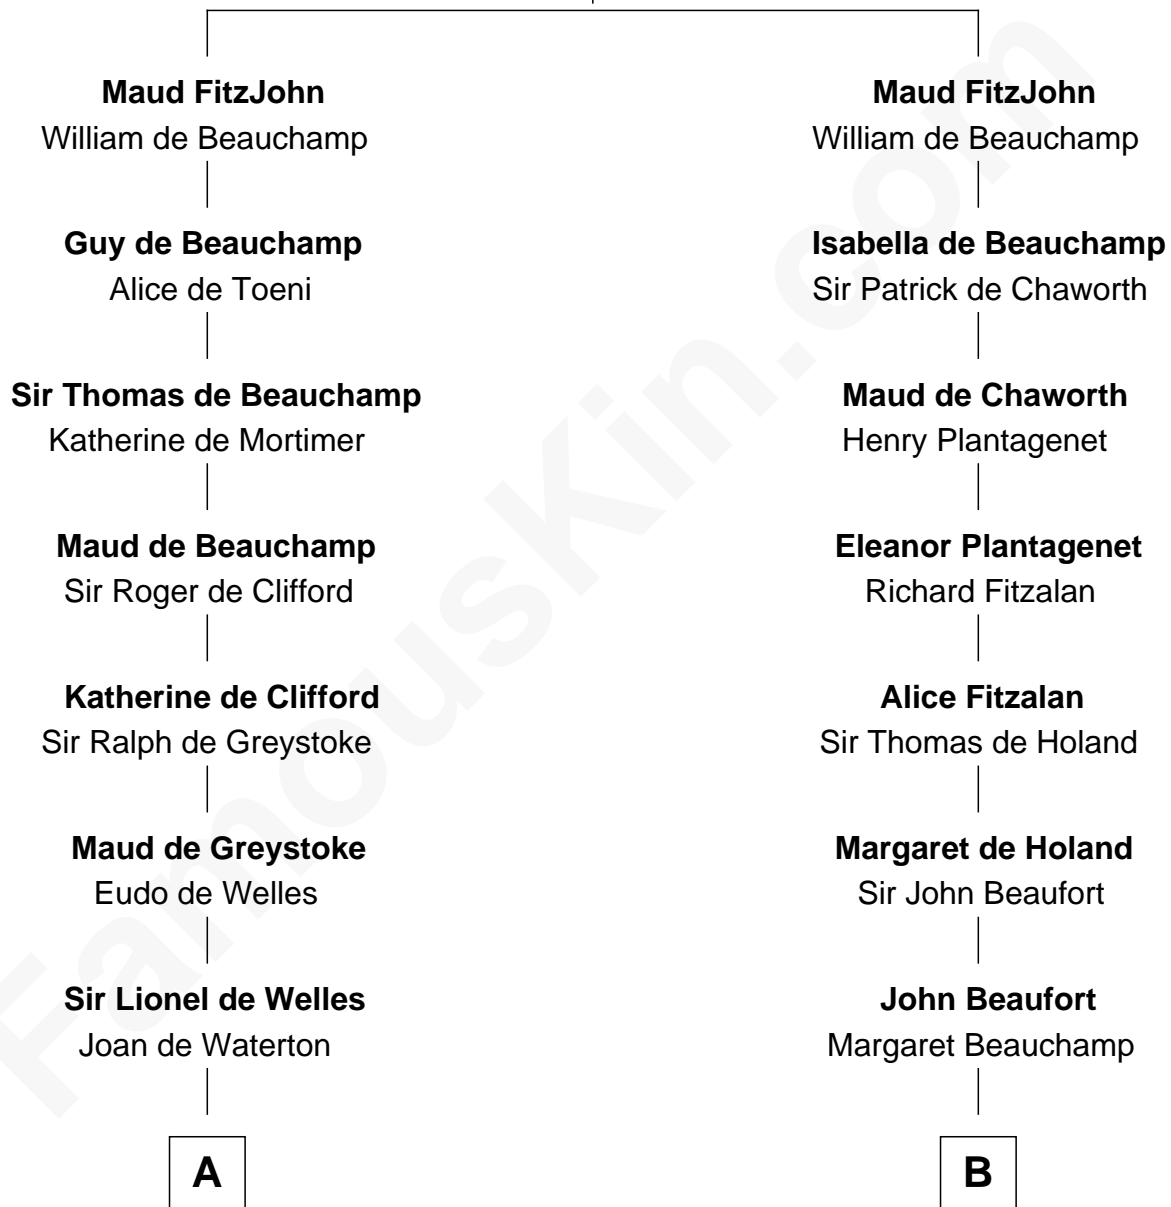 Maud FitzJohn
William de Beauchamp
Guy de Beauchamp
Alice de Toeni
Sir Thomas de Beauchamp
Katherine de Mortimer
Maud de Beauchamp
Sir Roger de Clifford
Katherine de Clifford
Sir Ralph de Greystoke
Maud de Greystoke
Eudo de Welles
Sir Lionel de Welles
Joan de Waterton
A
Maud FitzJohn
William de Beauchamp
Isabella de Beauchamp
Sir Patrick de Chaworth
Maud de Chaworth
Henry Plantagenet
Eleanor Plantagenet
Richard Fitzalan
Alice Fitzalan
Sir Thomas de Holand
Margaret de Holand
Sir John Beaufort
John Beaufort
Margaret Beauchamp
B
FamousKin.com